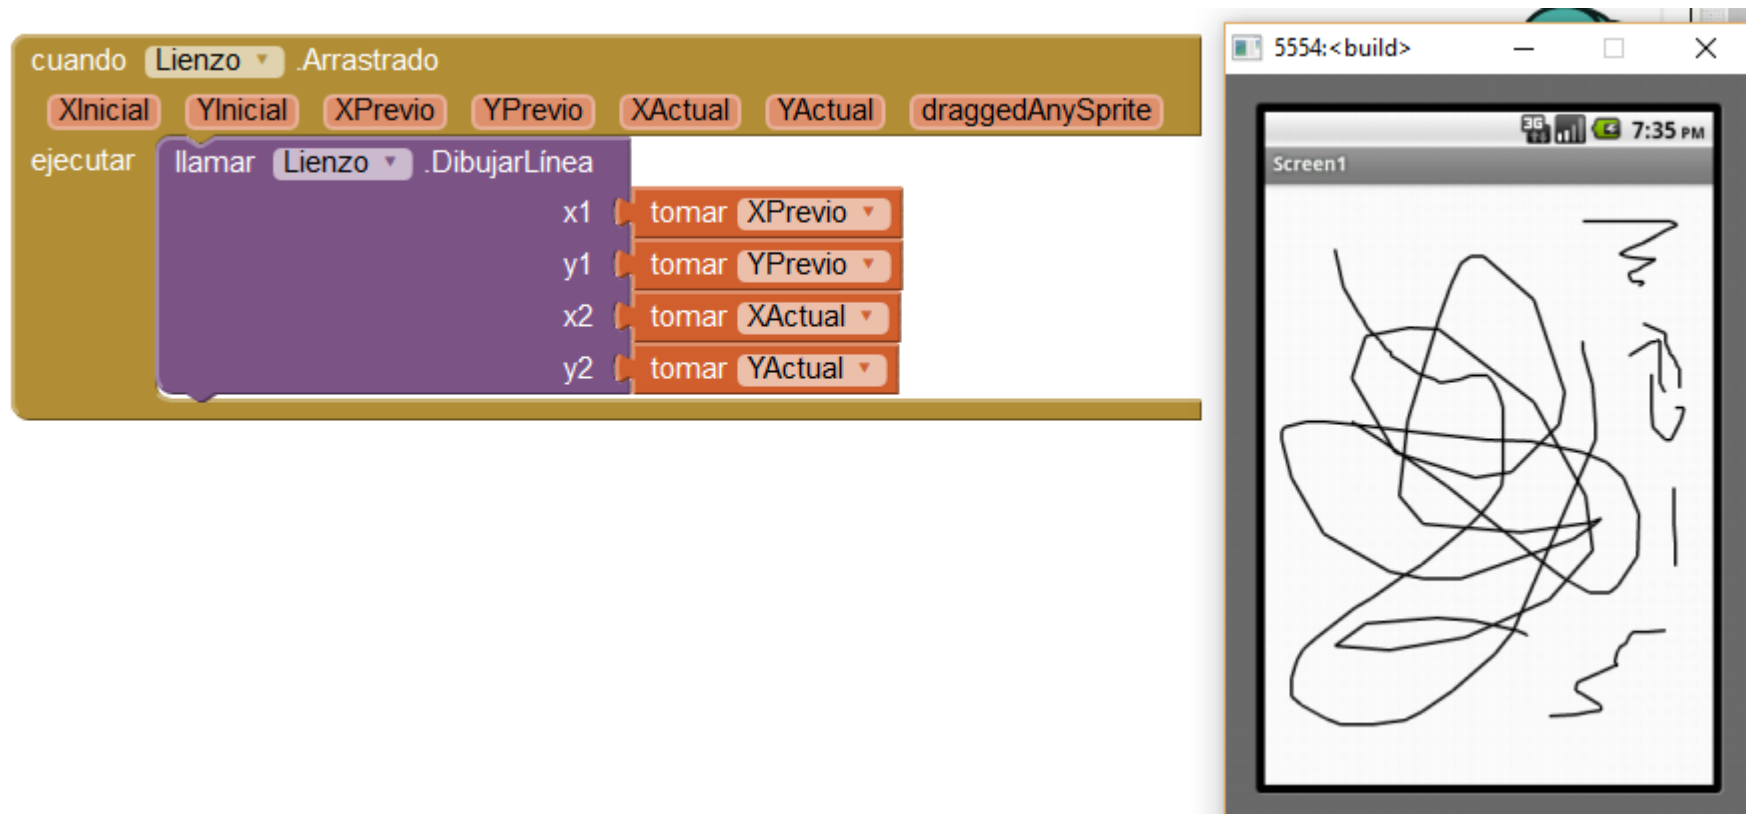 cuando Lienzo .Arrastrado
XInicial YInicial XPrevio YPrevio XActual YActual draggedAnySprite
ejecutar llamar Lienzo .DibujarLínea
x1 tomar XPrevio
y1 tomar YPrevio
x2 tomar XActual
y2 tomar YActual
5554:<build>
3G 7:35 PM
Screen1